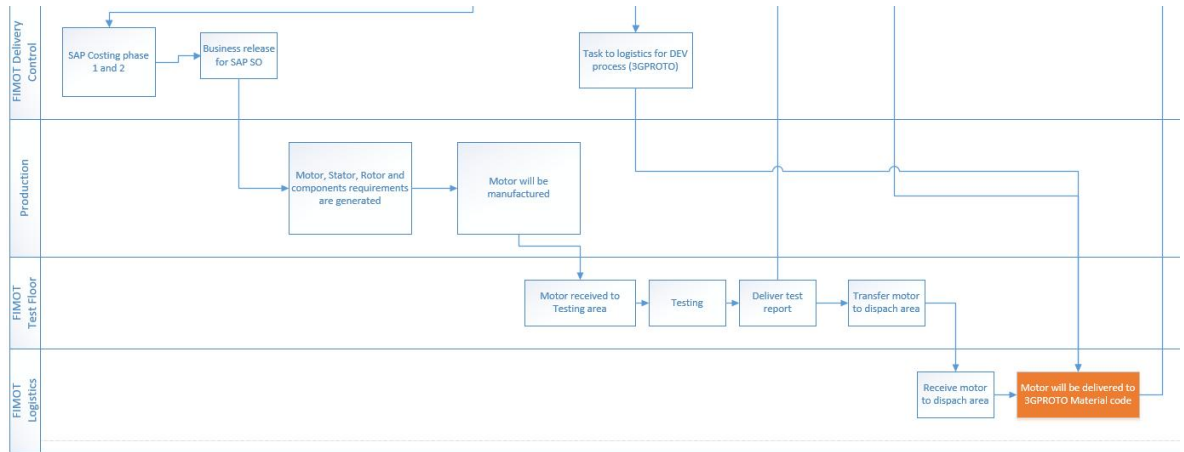 FIMOT Delivery
Control
SAP Costing phase
1 and 2
Business release
for SAP SO
Task to logistics for DEV
process (3GPROTO)
Production
Motor, Stator, Rotor and
components requirements
are generated
Motor will be
manufactured
FIMOT
Test Floor
Motor received to
Testing area
Testing
Deliver test
report
Transfer motor
to dispach area
FIMOT
Logistics
Receive motor
to dispach area
Motor will be delivered to
3GPROTO Material code